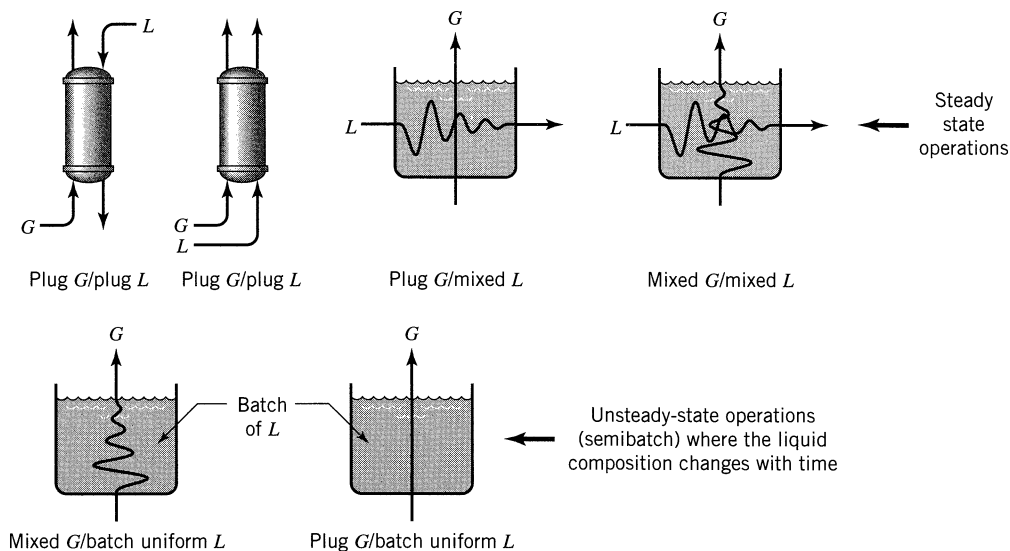 L
G
L
G
Plug G/plug L
Plug G/plug L
G
L
Plug G/mixed L
G
L
Mixed G/mixed L
Steady
state
operations
G
Mixed G/batch uniform L
Batch
of L
G
Plug G/batch uniform L
Unsteady-state operations
(semibatch) where the liquid
composition changes with time